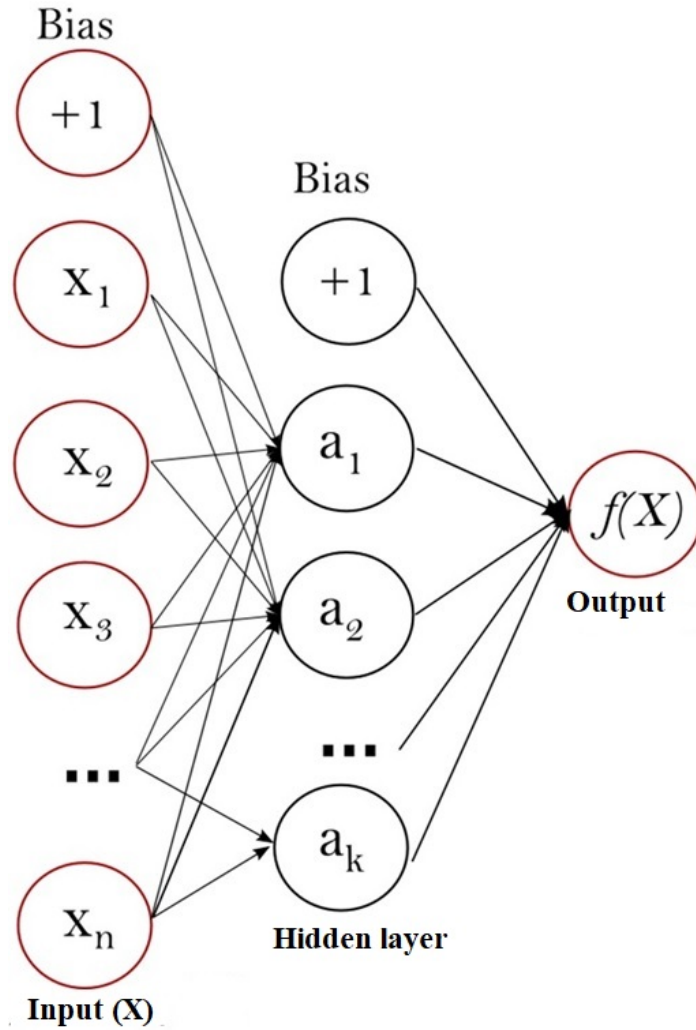 Bias
+1
x₁
x₂
x₃
...
xₙ
Input (X)
Bias
+1
a₁
a₂
...
aₖ
Hidden layer
f(X)
Output